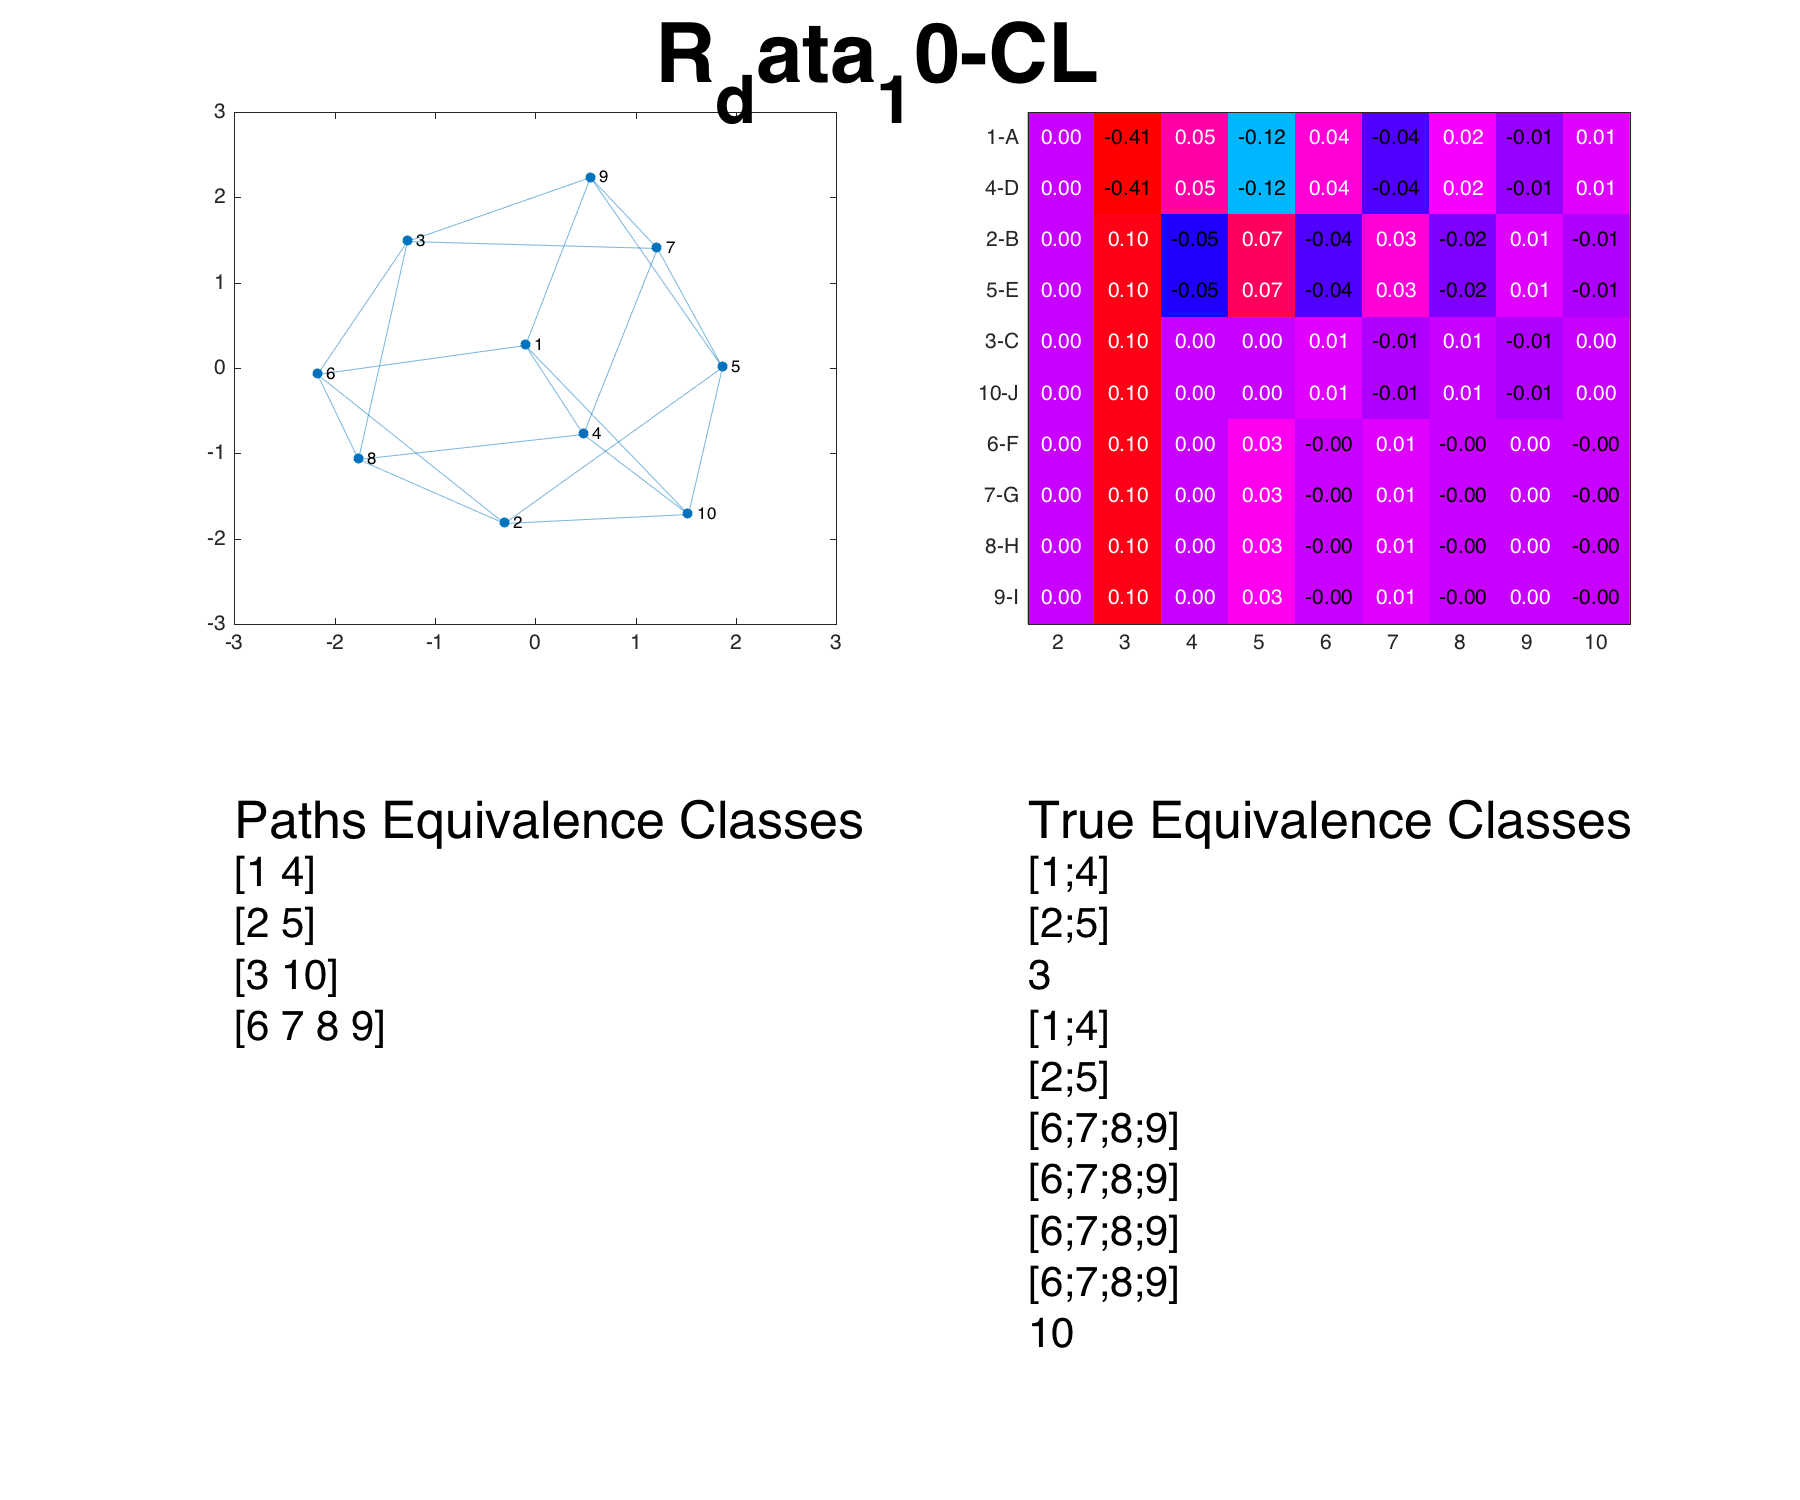 Rdata10-CL
3
2
1
0
-1
-2
-3
-3 -2 -1 0 1 2 3
9
3
7
1
5
6
4
8
10
2
1-A 0.00 -0.41 0.05 -0.12 0.04 -0.04 0.02 -0.01 0.01
4-D 0.00 -0.41 0.05 -0.12 0.04 -0.04 0.02 -0.01 0.01
2-B 0.00 0.10 -0.05 0.07 -0.04 0.03 -0.02 0.01 -0.01
5-E 0.00 0.10 -0.05 0.07 -0.04 0.03 -0.02 0.01 -0.01
3-C 0.00 0.10 0.00 0.00 0.01 -0.01 0.01 -0.01 0.00
10-J 0.00 0.10 0.00 0.00 0.01 -0.01 0.01 -0.01 0.00
6-F 0.00 0.10 0.00 0.03 -0.00 0.01 -0.00 0.00 -0.00
7-G 0.00 0.10 0.00 0.03 -0.00 0.01 -0.00 0.00 -0.00
8-H 0.00 0.10 0.00 0.03 -0.00 0.01 -0.00 0.00 -0.00
9-I 0.00 0.10 0.00 0.03 -0.00 0.01 -0.00 0.00 -0.00
2 3 4 5 6 7 8 9 10
Paths Equivalence Classes
[1 4]
[2 5]
[3 10]
[6 7 8 9]
True Equivalence Classes
[1;4]
[2;5]
3
[1;4]
[2;5]
[6;7;8;9]
[6;7;8;9]
[6;7;8;9]
[6;7;8;9]
10